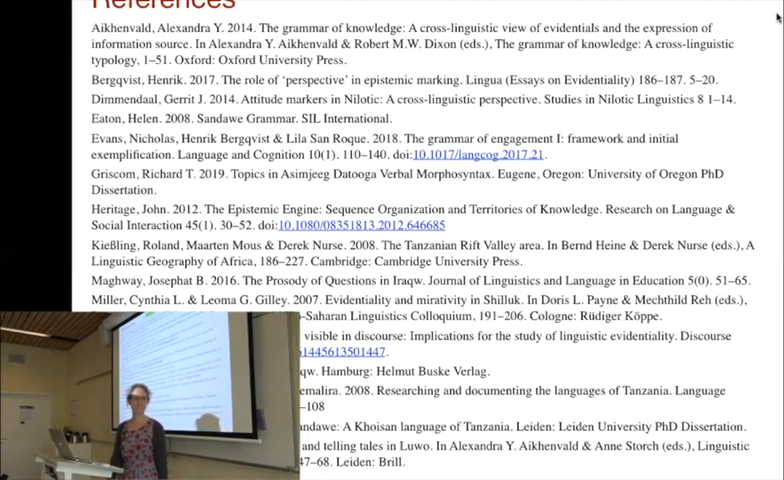 References
Aikhenvald, Alexandra Y. 2014. The grammar of knowledge: A cross-linguistic view of evidentials and the expression of
information source. In Alexandra Y. Aikhenvald & Robert M.W. Dixon (eds.), The grammar of knowledge: A cross-linguistic
typology, 1–51. Oxford: Oxford University Press.
Bergqvist, Henrik. 2017. The role of ‘perspective’ in epistemic marking. Lingua (Essays on Evidentiality) 186–187. 5–20.
Dimmendaal, Gerrit J. 2014. Attitude markers in Nilotic: A cross-linguistic perspective. Studies in Nilotic Linguistics 8 1–14.
Eaton, Helen. 2008. Sandawe Grammar. SIL International.
Evans, Nicholas, Henrik Bergqvist & Lila San Roque. 2018. The grammar of engagement I: framework and initial
exemplification. Language and Cognition 10(1). 110–140. doi:10.1017/langcog.2017.21.
Griscom, Richard T. 2019. Topics in Asimjeeg Datooga Verbal Morphosyntax. Eugene, Oregon: University of Oregon PhD
Dissertation.
Heritage, John. 2012. The Epistemic Engine: Sequence Organization and Territories of Knowledge. Research on Language &
Social Interaction 45(1). 30–52. doi:10.1080/08351813.2012.646685
Kießling, Roland, Maarten Mous & Derek Nurse. 2008. The Tanzanian Rift Valley area. In Bernd Heine & Derek Nurse (eds.), A
Linguistic Geography of Africa, 186–227. Cambridge: Cambridge University Press.
Maghway, Josephat B. 2016. The Prosody of Questions in Iraqw. Journal of Linguistics and Language in Education 5(0). 51–65.
Miller, Cynthia L. & Leoma G. Gilley. 2007. Evidentiality and mirativity in Shilluk. In Doris L. Payne & Mechthild Reh (eds.),
-Saharan Linguistics Colloquium, 191–206. Cologne: Rüdiger Köppe.
visible in discourse: Implications for the study of linguistic evidentiality. Discourse
1445613501447.
qw. Hamburg: Helmut Buske Verlag.
emalira. 2008. Researching and documenting the languages of Tanzania. Language
–108
andawe: A Khoisan language of Tanzania. Leiden: Leiden University PhD Dissertation.
and telling tales in Luwo. In Alexandra Y. Aikhenvald & Anne Storch (eds.), Linguistic
47–68. Leiden: Brill.